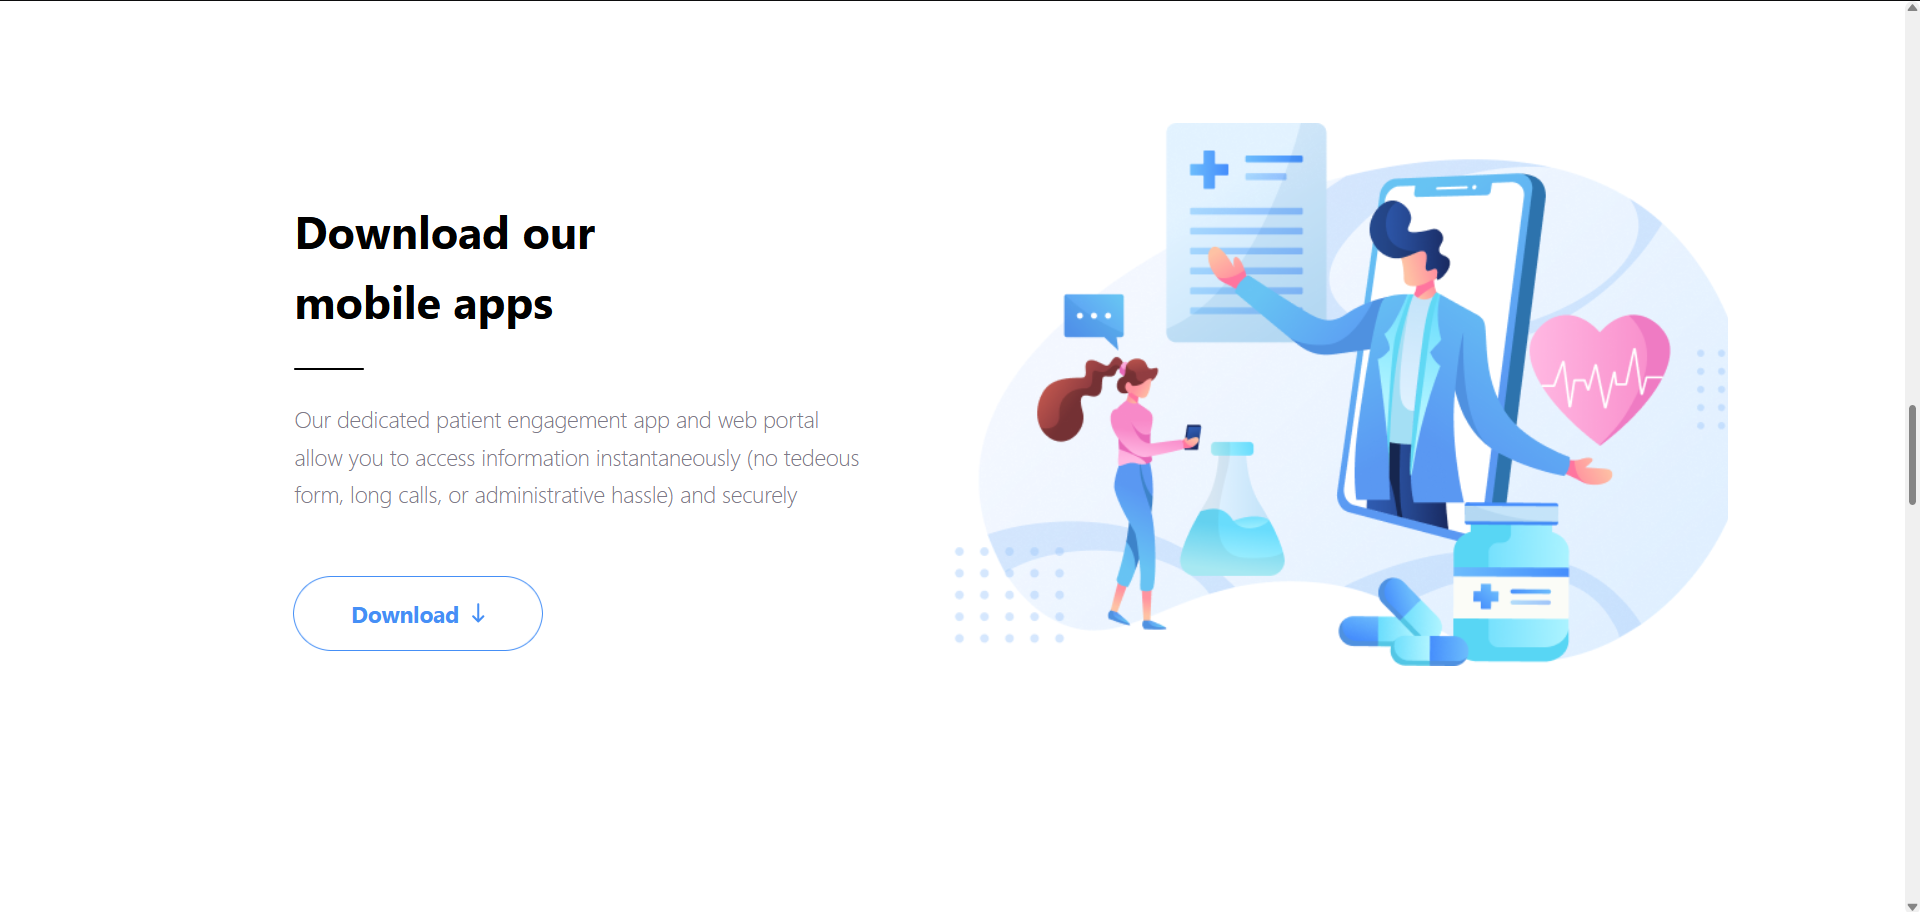 Download our
mobile apps
Our dedicated patient engagement app and web portal
allow you to access information instantaneously (no tedeous
form, long calls, or administrative hassle) and securely
Download ↓